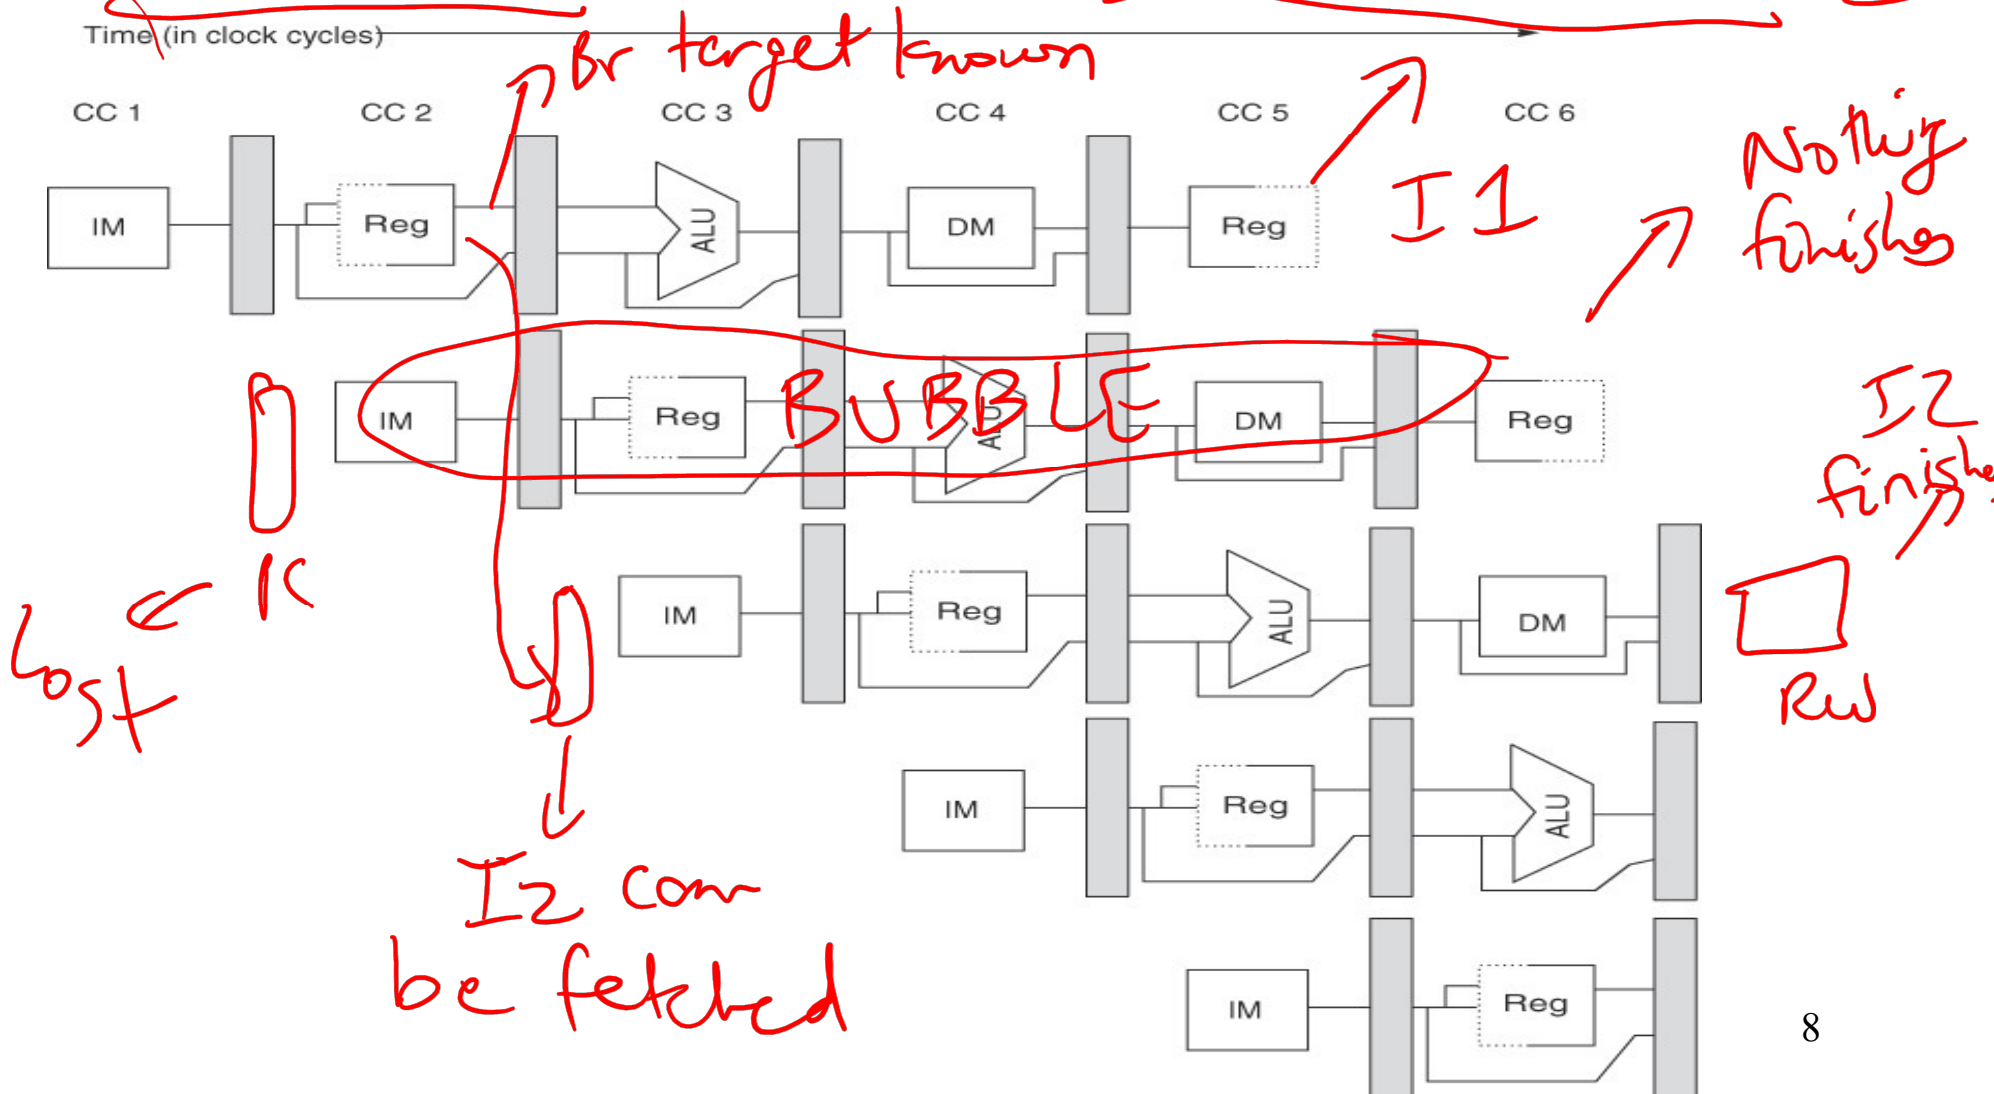 Time (in clock cycles)
Br target known
CC 1 CC 2 CC 3 CC 4 CC 5 CC 6
Nothing
finishes
IM Reg ALU DM Reg
I1
IM Reg ALU DM Reg
BUBBLE
I2
finishes
IM Reg ALU DM
Lost
RW
IM Reg ALU
I2 can
be fetched
IM Reg
8